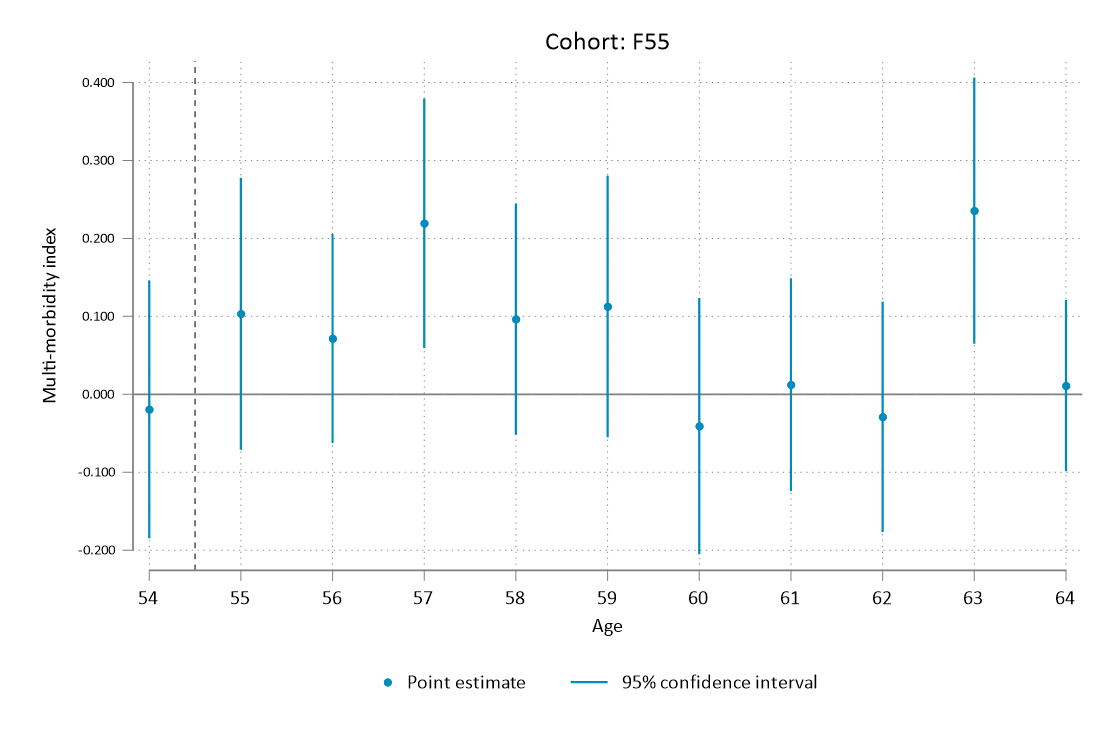 Cohort: F55
0.400
0.300
0.200
0.100
0.000
-0.100
-0.200
Multi-morbidity index
54 55 56 57 58 59 60 61 62 63 64
Age
Point estimate 95% confidence interval